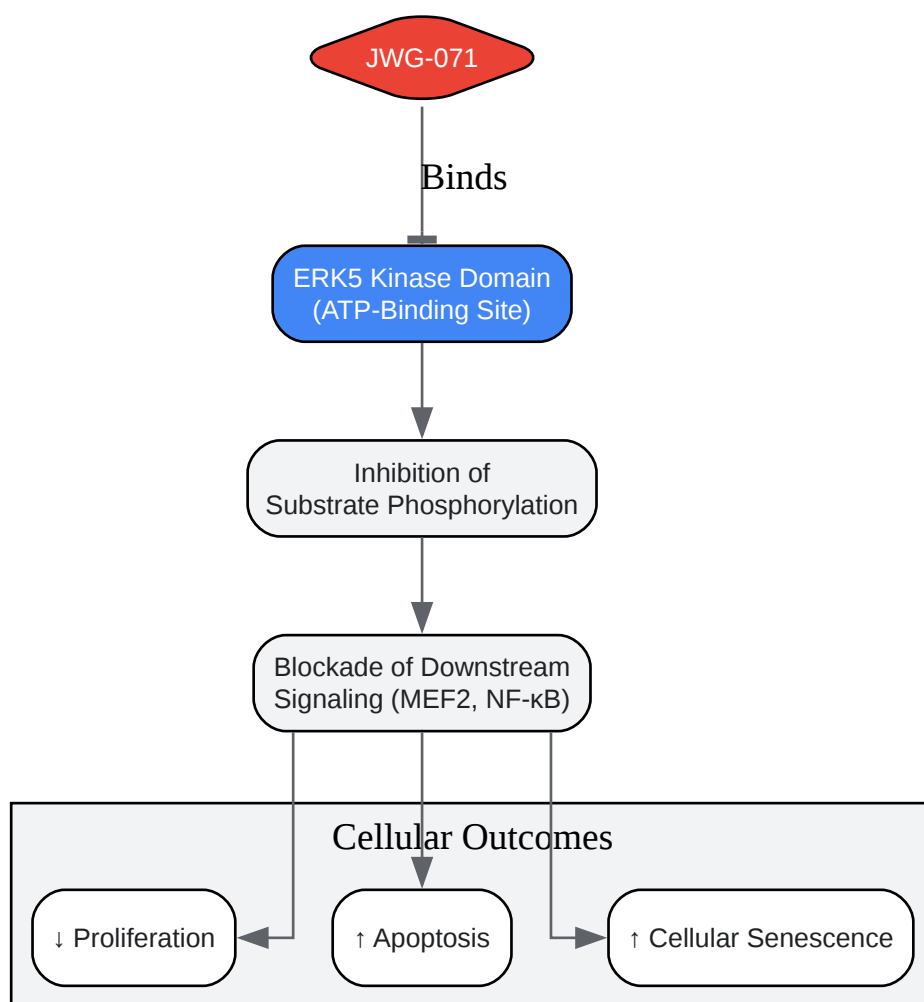 JWG-071
Binds
ERK5 Kinase Domain
(ATP-Binding Site)
Inhibition of
Substrate Phosphorylation
Blockade of Downstream
Signaling (MEF2, NF-κB)
Cellular Outcomes
↓ Proliferation
↑ Apoptosis
↑ Cellular Senescence